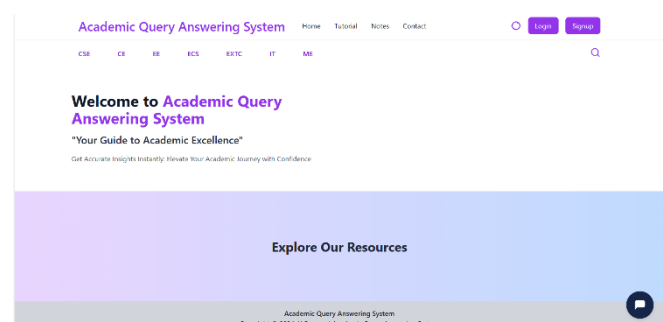 Academic Query Answering System Home Tutorial Notes Contact Login Signup
CSE CE EE ECS EXTC IT ME
Welcome to Academic Query
Answering System
"Your Guide to Academic Excellence"
Get Accurate Insights Instantly: Elevate Your Academic Journey with Confidence
Explore Our Resources
Academic Query Answering System